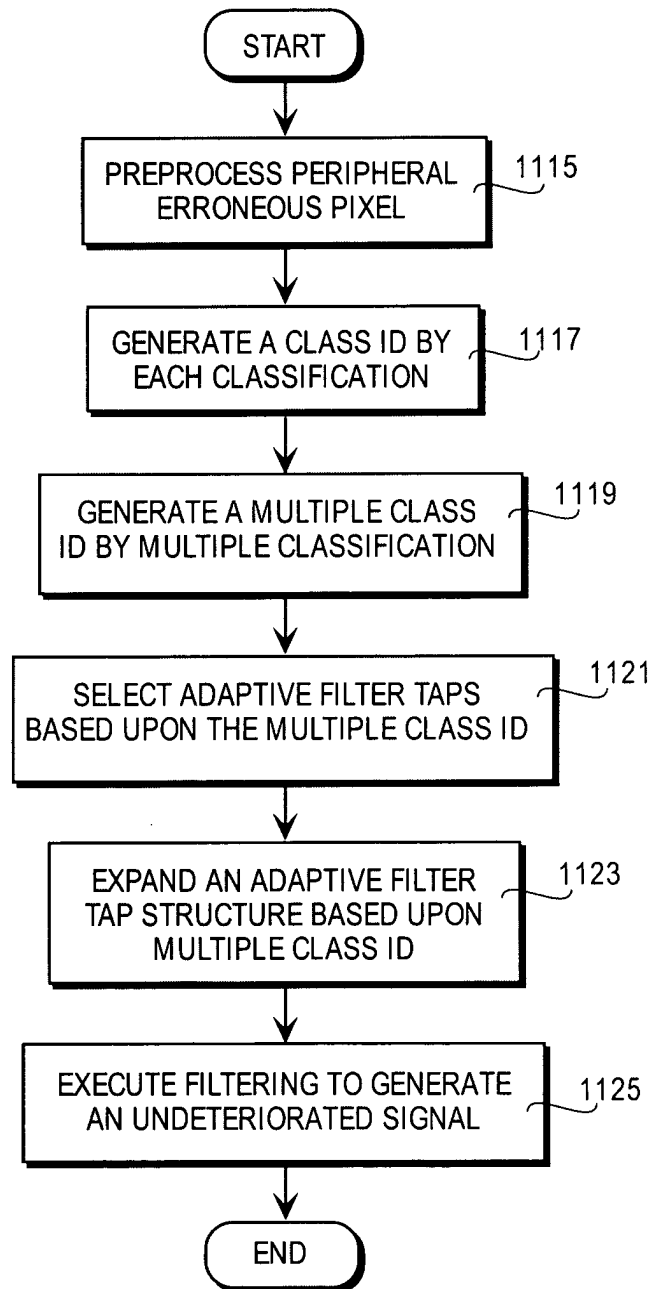 START
PREPROCESS PERIPHERAL
ERRONEOUS PIXEL
1115
GENERATE A CLASS ID BY
EACH CLASSIFICATION
1117
GENERATE A MULTIPLE CLASS
ID BY MULTIPLE CLASSIFICATION
1119
SELECT ADAPTIVE FILTER TAPS
BASED UPON THE MULTIPLE CLASS ID
1121
EXPAND AN ADAPTIVE FILTER
TAP STRUCTURE BASED UPON
MULTIPLE CLASS ID
1123
EXECUTE FILTERING TO GENERATE
AN UNDETERIORATED SIGNAL
1125
END